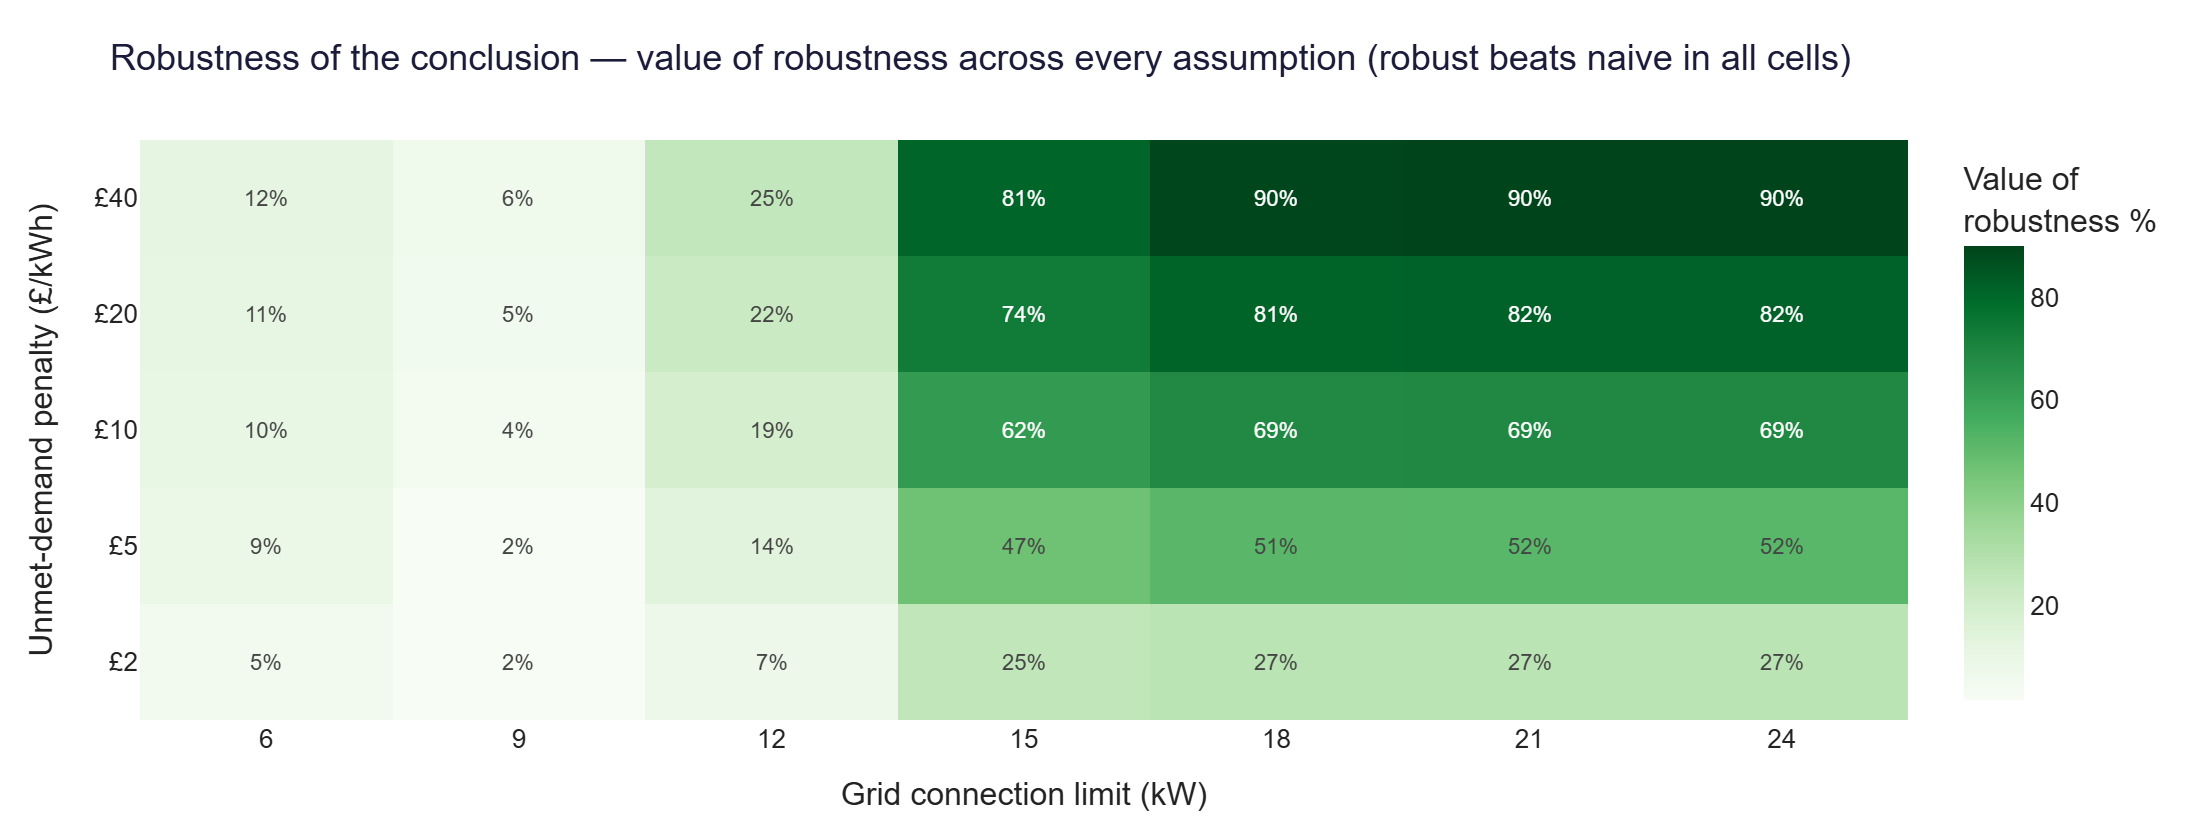 Robustness of the conclusion — value of robustness across every assumption (robust beats naive in all cells)
Unmet-demand penalty (£/kWh)
£40 12% 6% 25% 81% 90% 90% 90%
£20 11% 5% 22% 74% 81% 82% 82%
£10 10% 4% 19% 62% 69% 69% 69%
£5 9% 2% 14% 47% 51% 52% 52%
£2 5% 2% 7% 25% 27% 27% 27%
6 9 12 15 18 21 24
Grid connection limit (kW)
Value of
robustness %
80
60
40
20